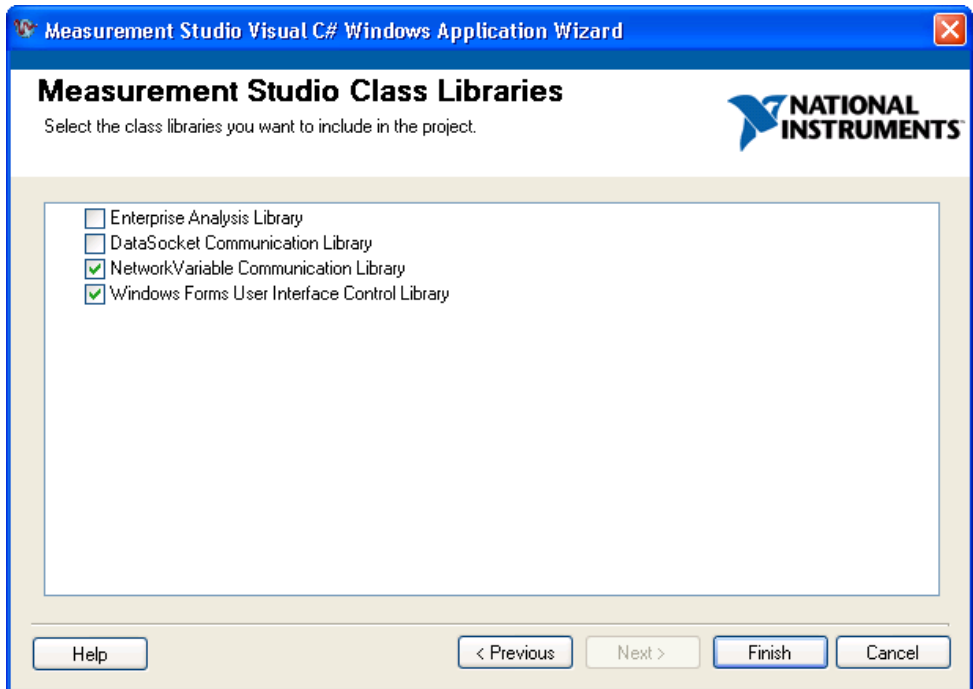 Measurement Studio Visual C# Windows Application Wizard
Measurement Studio Class Libraries
Select the class libraries you want to include in the project.
NATIONAL
INSTRUMENTS
Enterprise Analysis Library
DataSocket Communication Library
NetworkVariable Communication Library
Windows Forms User Interface Control Library
Help
< Previous
Next >
Finish
Cancel